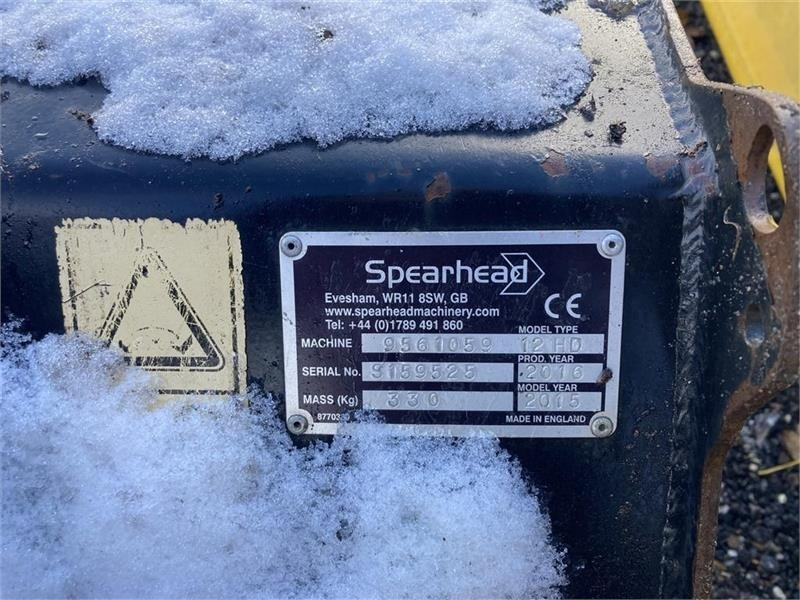 Spearhead
Evesham, WR11 8SW, GB
www.spearheadmachinery.com
Tel: +44 (0)1789 491 860
CE
MODEL TYPE
MACHINE 9561059 12 HD
PROD. YEAR
SERIAL No. S159525 2016
MODEL YEAR
MASS (Kg) 330 2015
MADE IN ENGLAND